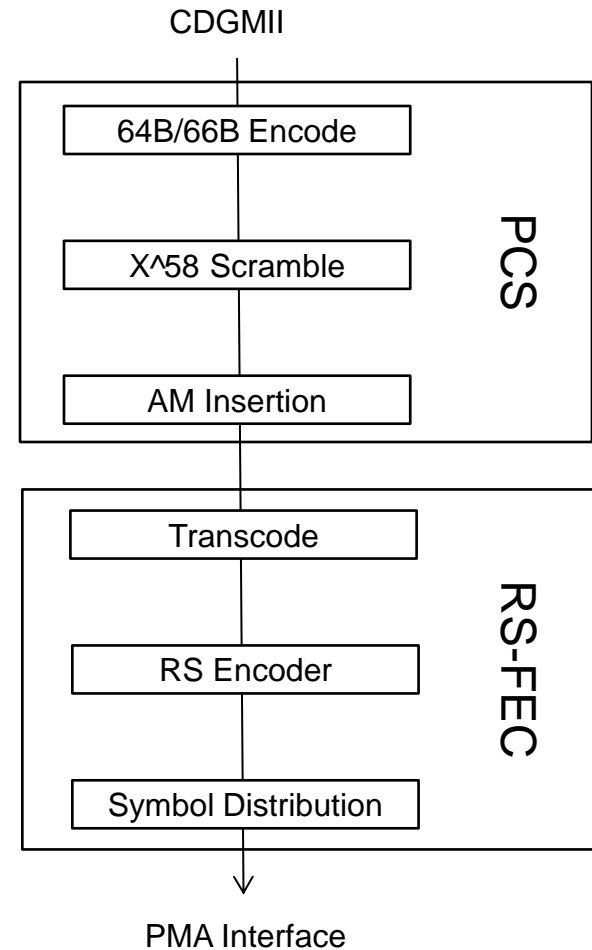 CDGMII
64B/66B Encode
X^58 Scramble
AM Insertion
PCS
Transcode
RS Encoder
Symbol Distribution
RS-FEC
PMA Interface